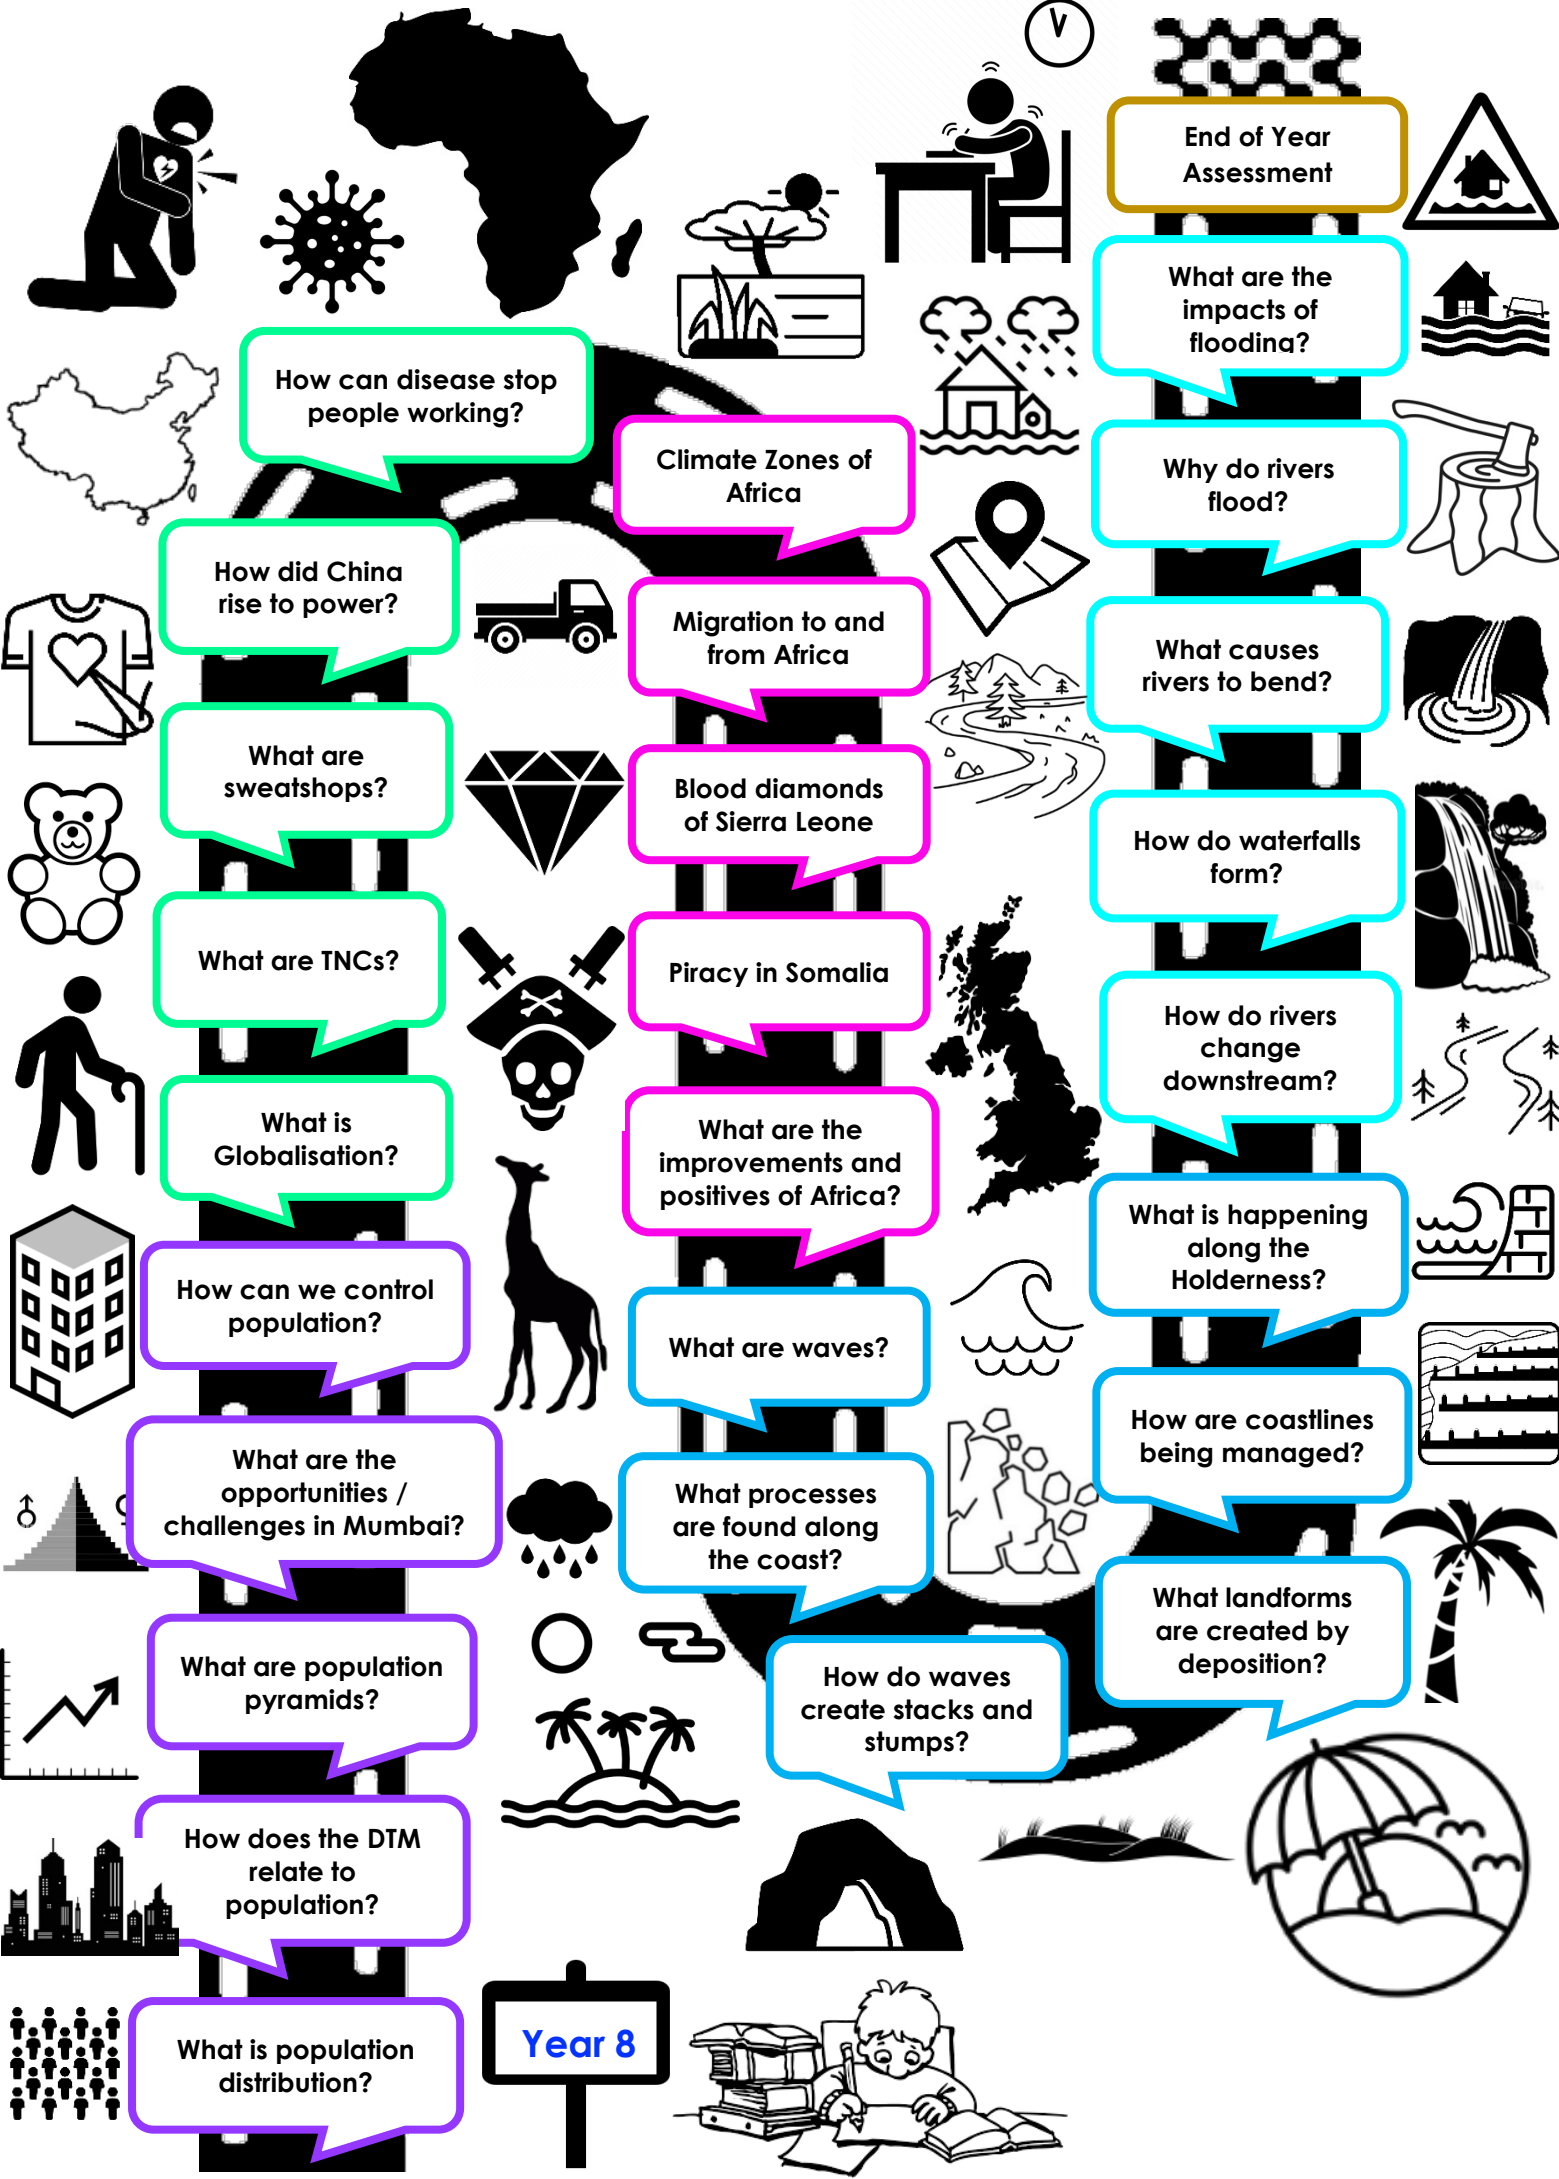 End of Year
Assessment
What are the
impacts of
flooding?
How can disease stop
people working?
Climate Zones of
Africa
Why do rivers
flood?
How did China
rise to power?
Migration to and
from Africa
What causes
rivers to bend?
What are
sweatshops?
Blood diamonds
of Sierra Leone
How do waterfalls
form?
What are TNCs?
Piracy in Somalia
How do rivers
change
downstream?
What is
Globalisation?
What are the
improvements and
positives of Africa?
What is happening
along the
Holderness?
How can we control
population?
What are waves?
How are coastlines
being managed?
What are the
opportunities /
challenges in Mumbai?
What processes
are found along
the coast?
What landforms
are created by
deposition?
What are population
pyramids?
How do waves
create stacks and
stumps?
How does the DTM
relate to
population?
What is population
distribution?
Year 8